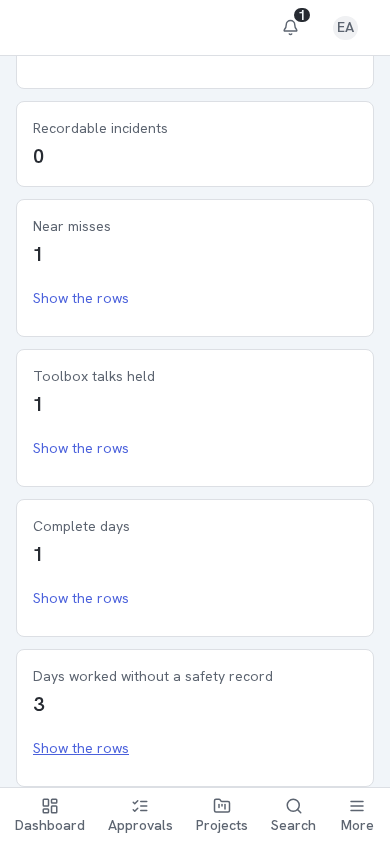 1
EA
Recordable incidents
0
Near misses
1
Show the rows
Toolbox talks held
1
Show the rows
Complete days
1
Show the rows
Days worked without a safety record
3
Show the rows
Dashboard Approvals Projects Search More